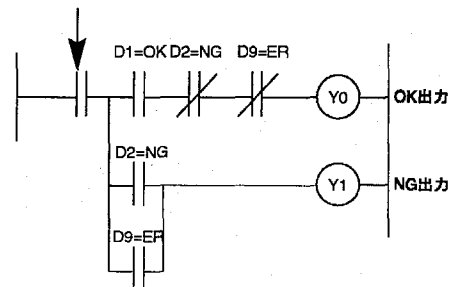 D1=OK D2=NG D9=ER
Y0 OK出力
D2=NG
Y1 NG出力
D9=ER